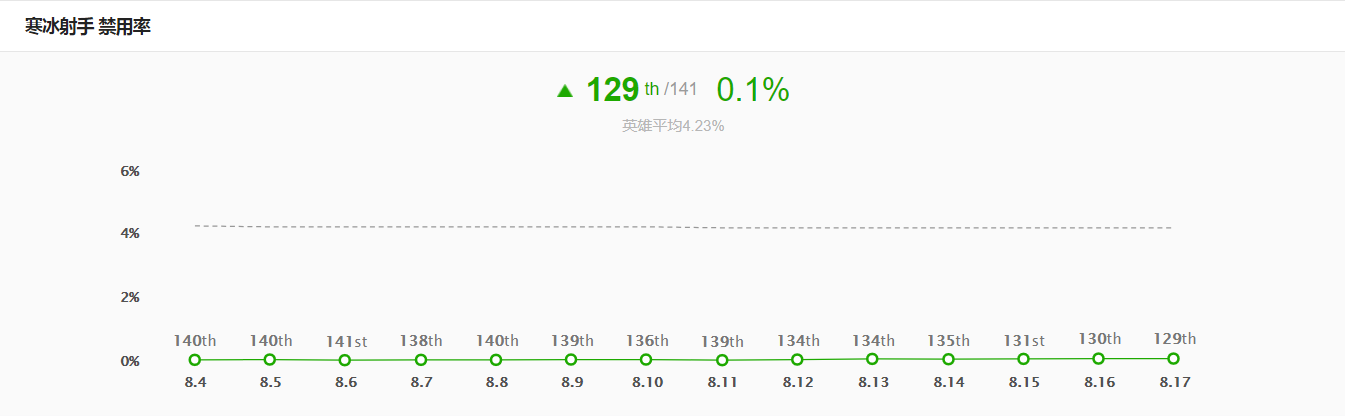 寒冰射手 禁用率
▲ 129 th /141 0.1%
英雄平均4.23%
6%
4%
2%
140th 140th 141st 138th 140th 139th 136th 139th 134th 134th 135th 131st 130th 129th
0%
8.4 8.5 8.6 8.7 8.8 8.9 8.10 8.11 8.12 8.13 8.14 8.15 8.16 8.17